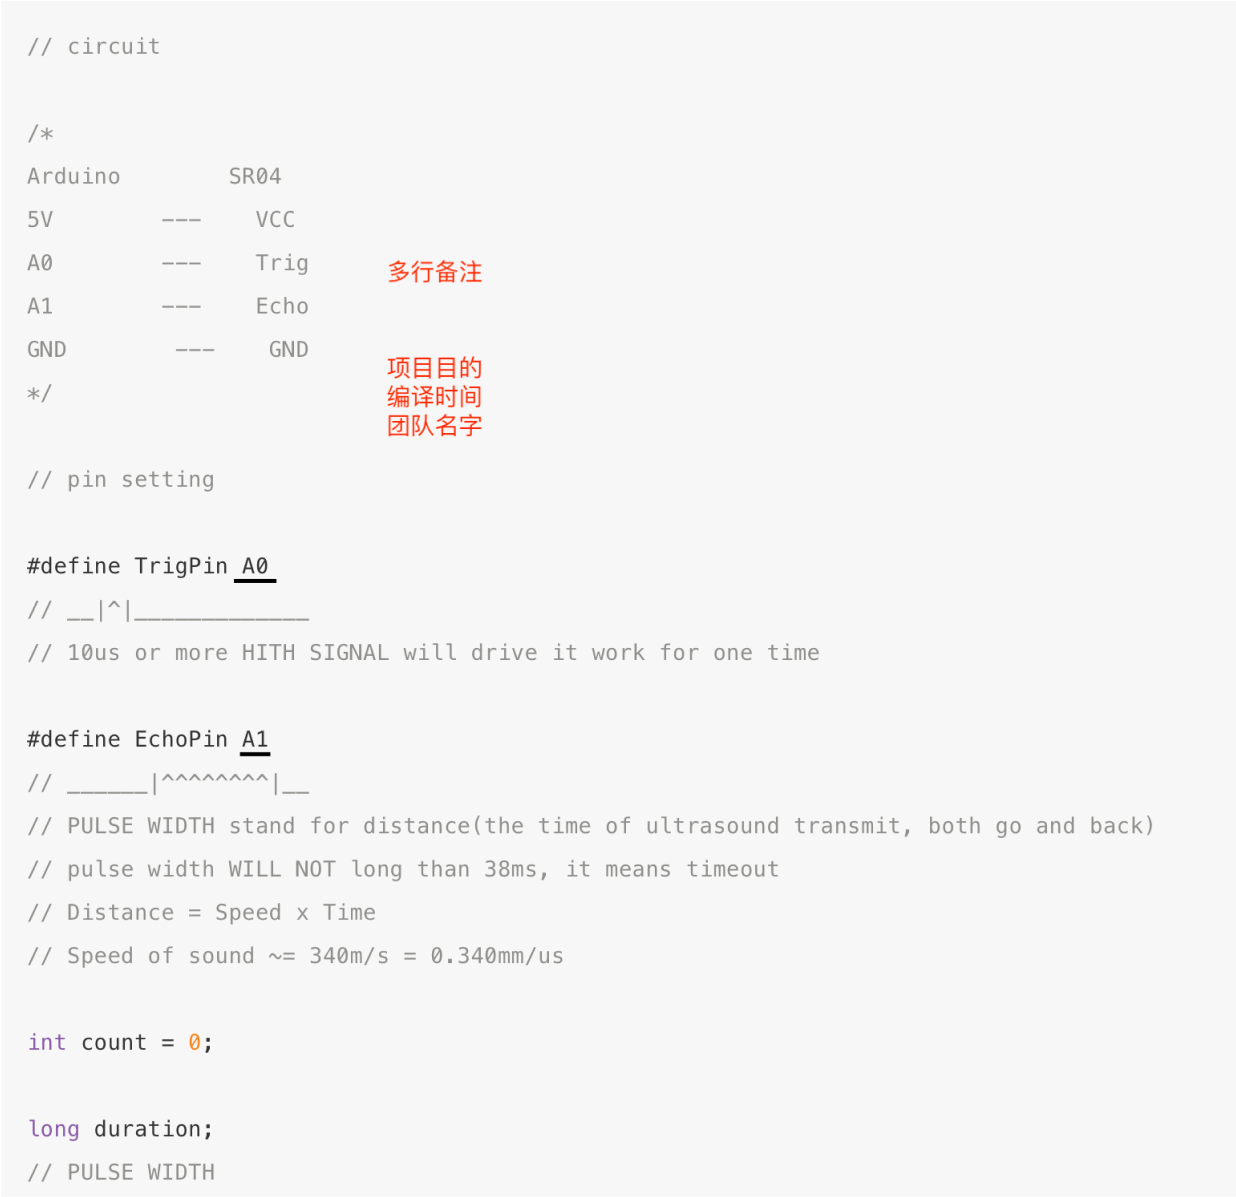 // circuit
/*
Arduino        SR04
5V        ---    VCC
A0        ---    Trig
多行备注
A1        ---    Echo
GND        ---    GND
项目目的
*/
编译时间
团队名字
// pin setting
#define TrigPin A0
// __|^|_____________
// 10us or more HITH SIGNAL will drive it work for one time
#define EchoPin A1
// ______|^^^^^^^^|__
// PULSE WIDTH stand for distance(the time of ultrasound transmit, both go and back)
// pulse width WILL NOT long than 38ms, it means timeout
// Distance = Speed x Time
// Speed of sound ~= 340m/s = 0.340mm/us
int count = 0;
long duration;
// PULSE WIDTH